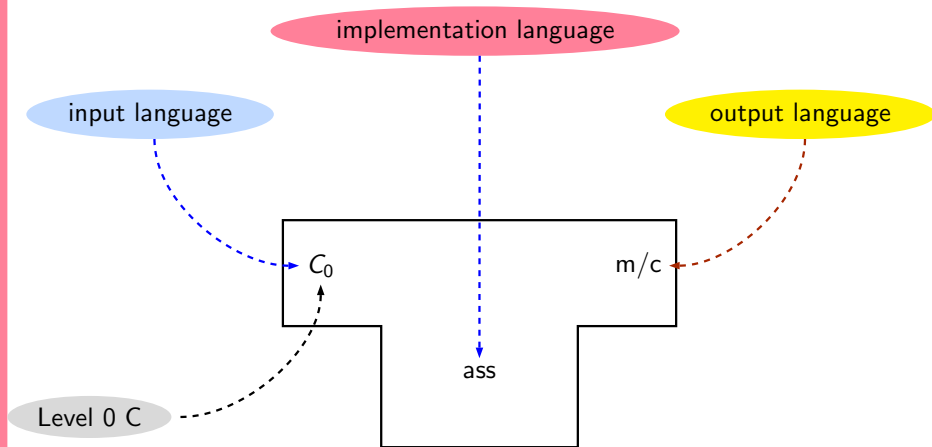 implementation language
input language
output language
C₀
m/c
ass
Level 0 C